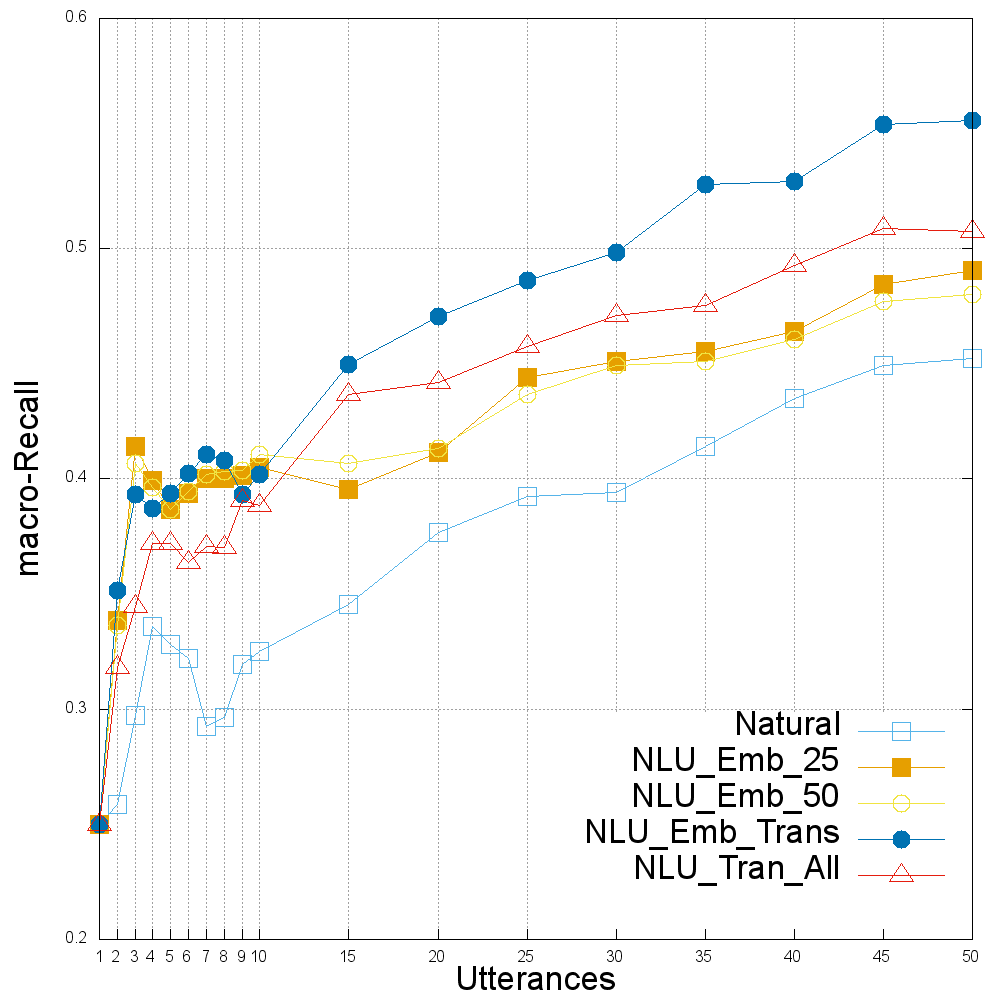 0.6
0.5
0.4
0.3
0.2
macro-Recall
Natural
NLU_Emb_25
NLU_Emb_50
NLU_Emb_Trans
NLU_Tran_All
1 2 3 4 5 6 7 8 9 10 15 20 25 30 35 40 45 50
Utterances